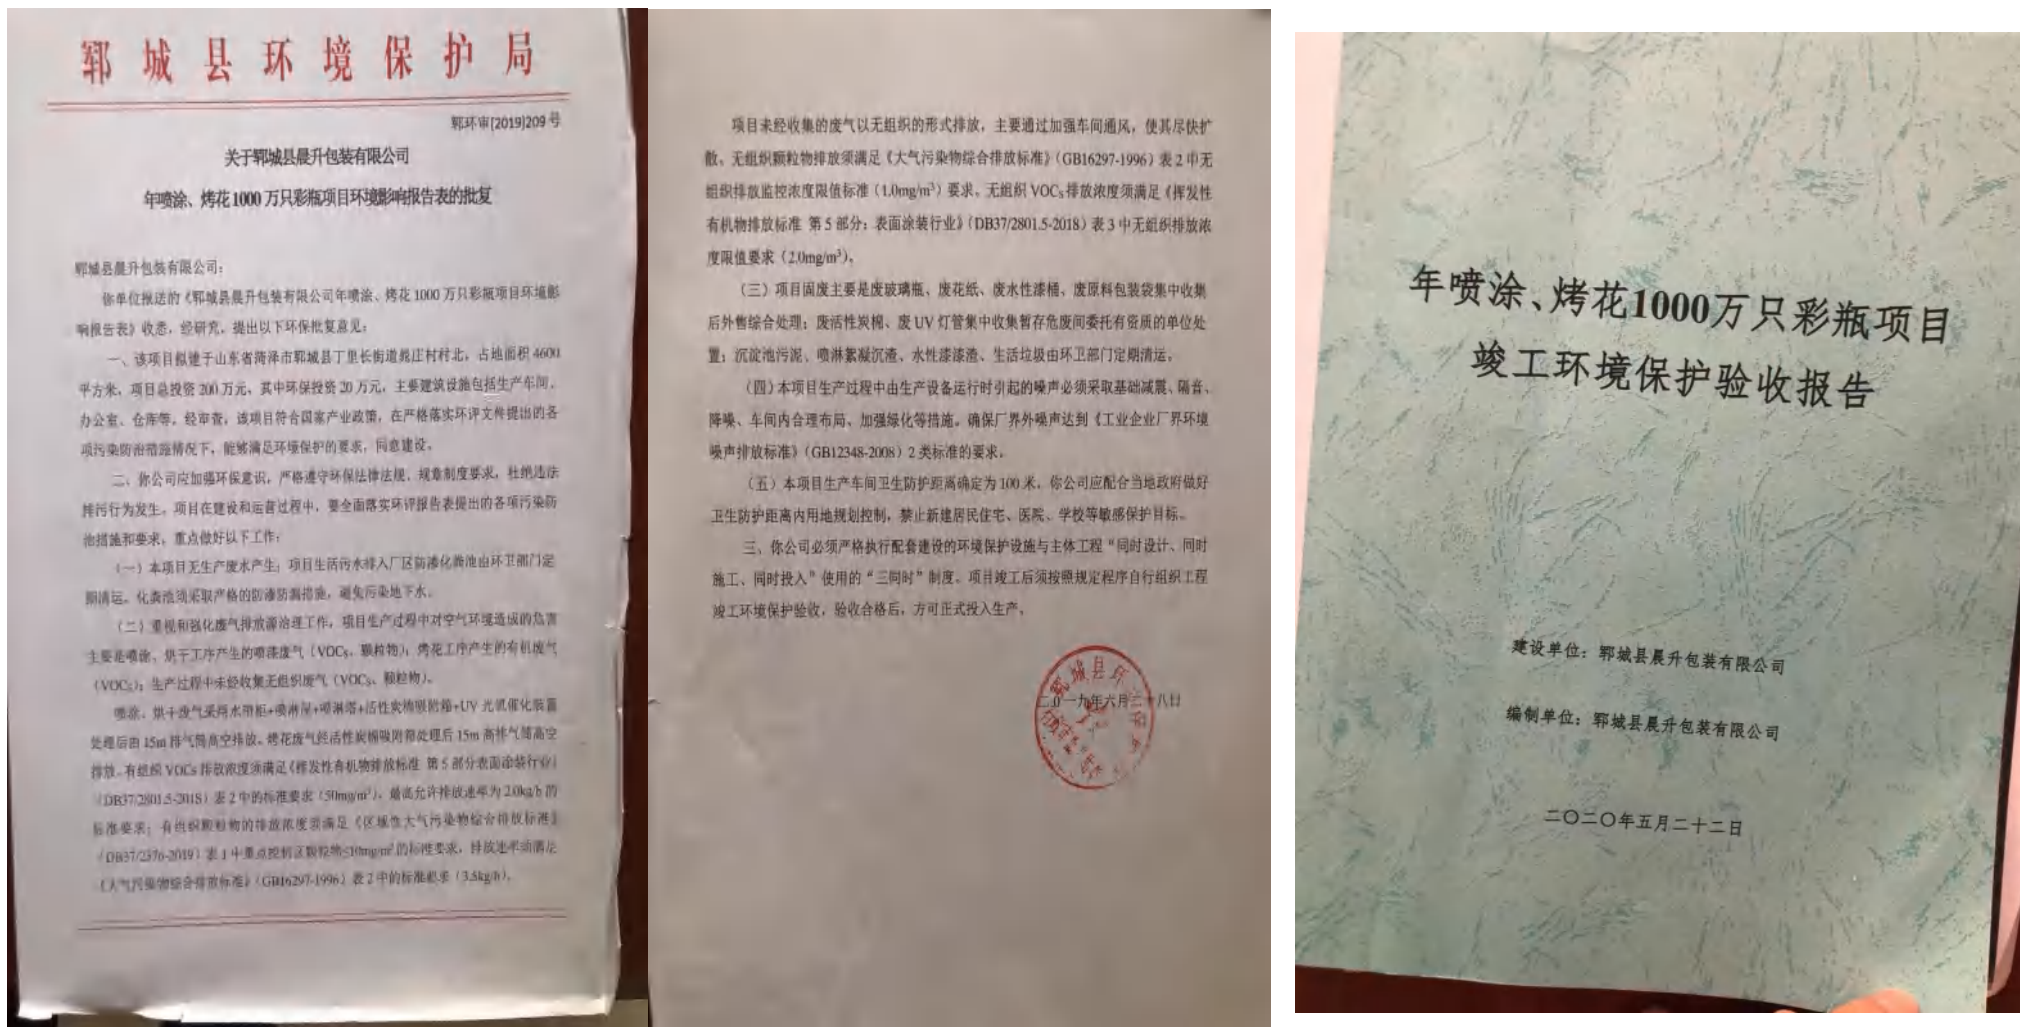 郓城县环境保护局
郓环审[2019]209号
关于郓城县晨升包装有限公司
年喷涂、烤花1000万只彩瓶项目环境影响报告表的批复
郓城县晨升包装有限公司：
你单位报送的《郓城县晨升包装有限公司年喷涂、烤花1000万只彩瓶项目环境影
响报告表》收悉，经研究，提出以下环保批复意见：
一、该项目拟建于山东省菏泽市郓城县丁里长街道晁庄村村北，占地面积4600
平方米，项目总投资200万元，其中环保投资20万元，主要建筑设施包括生产车间、
办公室、仓库等。经审查，该项目符合国家产业政策，在严格落实环评文件提出的各
项污染防治措施情况下，能够满足环境保护的要求，同意建设。
二、你公司应加强环保意识，严格遵守环保法律法规、规章制度要求，杜绝违法
排污行为发生。项目在建设和运营过程中，要全面落实环评报告表提出的各项污染防
治措施和要求，重点做好以下工作：
（一）本项目无生产废水产生；项目生活污水排入厂区防渗化粪池由环卫部门定
期清运。化粪池须采取严格的防渗防漏措施，避免污染地下水。
（二）重视和强化废气排放源治理工作，项目生产过程中对空气环境造成的危害
主要是喷涂、烘干工序产生的喷漆废气（VOCs、颗粒物）；烤花工序产生的有机废气
（VOCs）；生产过程中未经收集无组织废气（VOCs、颗粒物）。
喷涂、烘干废气采用水帘柜+喷淋房+喷淋塔+活性炭棉吸附箱+UV光氧催化装置
处理后由15m排气筒高空排放。烤花废气经活性炭棉吸附箱处理后15m高排气筒高空
排放。有组织VOCs排放浓度须满足《挥发性有机物排放标准 第5部分表面涂装行业》
（DB37/2801.5-2018）表2中的标准要求（50mg/m³）。最高允许排放速率为2.0kg/h的
标准要求；有组织颗粒物的排放浓度须满足《区域性大气污染物综合排放标准》
（DB37/2376-2019）表1中重点控制区颗粒物≤10mg/m³的标准要求，排放速率须满足
《大气污染物综合排放标准》（GB16297-1996）表2中的标准要求（3.5kg/h）。
项目未经收集的废气以无组织的形式排放，主要通过加强车间通风，使其尽快扩
散。无组织颗粒物排放须满足《大气污染物综合排放标准》（GB16297-1996）表2中无
组织排放监控浓度限值标准（1.0mg/m³）要求。无组织VOCs排放浓度须满足《挥发性
有机物排放标准 第5部分：表面涂装行业》（DB37/2801.5-2018）表3中无组织排放浓
度限值要求（2.0mg/m³）。
（三）项目固废主要是废玻璃瓶、废花纸、废水性漆桶、废原料包装袋集中收集
后外售综合处理；废活性炭棉、废UV灯管集中收集暂存危废间委托有资质的单位处
置；沉淀池污泥、喷淋絮凝沉渣、水性漆漆渣、生活垃圾由环卫部门定期清运。
（四）本项目生产过程中由生产设备运行时引起的噪声必须采取基础减震、隔音、
降噪、车间内合理布局、加强绿化等措施。确保厂界外噪声达到《工业企业厂界环境
噪声排放标准》（GB12348-2008）2类标准的要求。
（五）本项目生产车间卫生防护距离确定为100米。你公司应配合当地政府做好
卫生防护距离内用地规划控制，禁止新建居民住宅、医院、学校等敏感保护目标。
三、你公司必须严格执行配套建设的环境保护设施与主体工程“同时设计、同时
施工、同时投入”使用的“三同时”制度。项目竣工后须按照规定程序自行组织工程
竣工环境保护验收，验收合格后，方可正式投入生产。
二〇一九年六月二十八日
年喷涂、烤花1000万只彩瓶项目
竣工环境保护验收报告
建设单位：郓城县晨升包装有限公司
编制单位：郓城县晨升包装有限公司
二〇二〇年五月二十二日